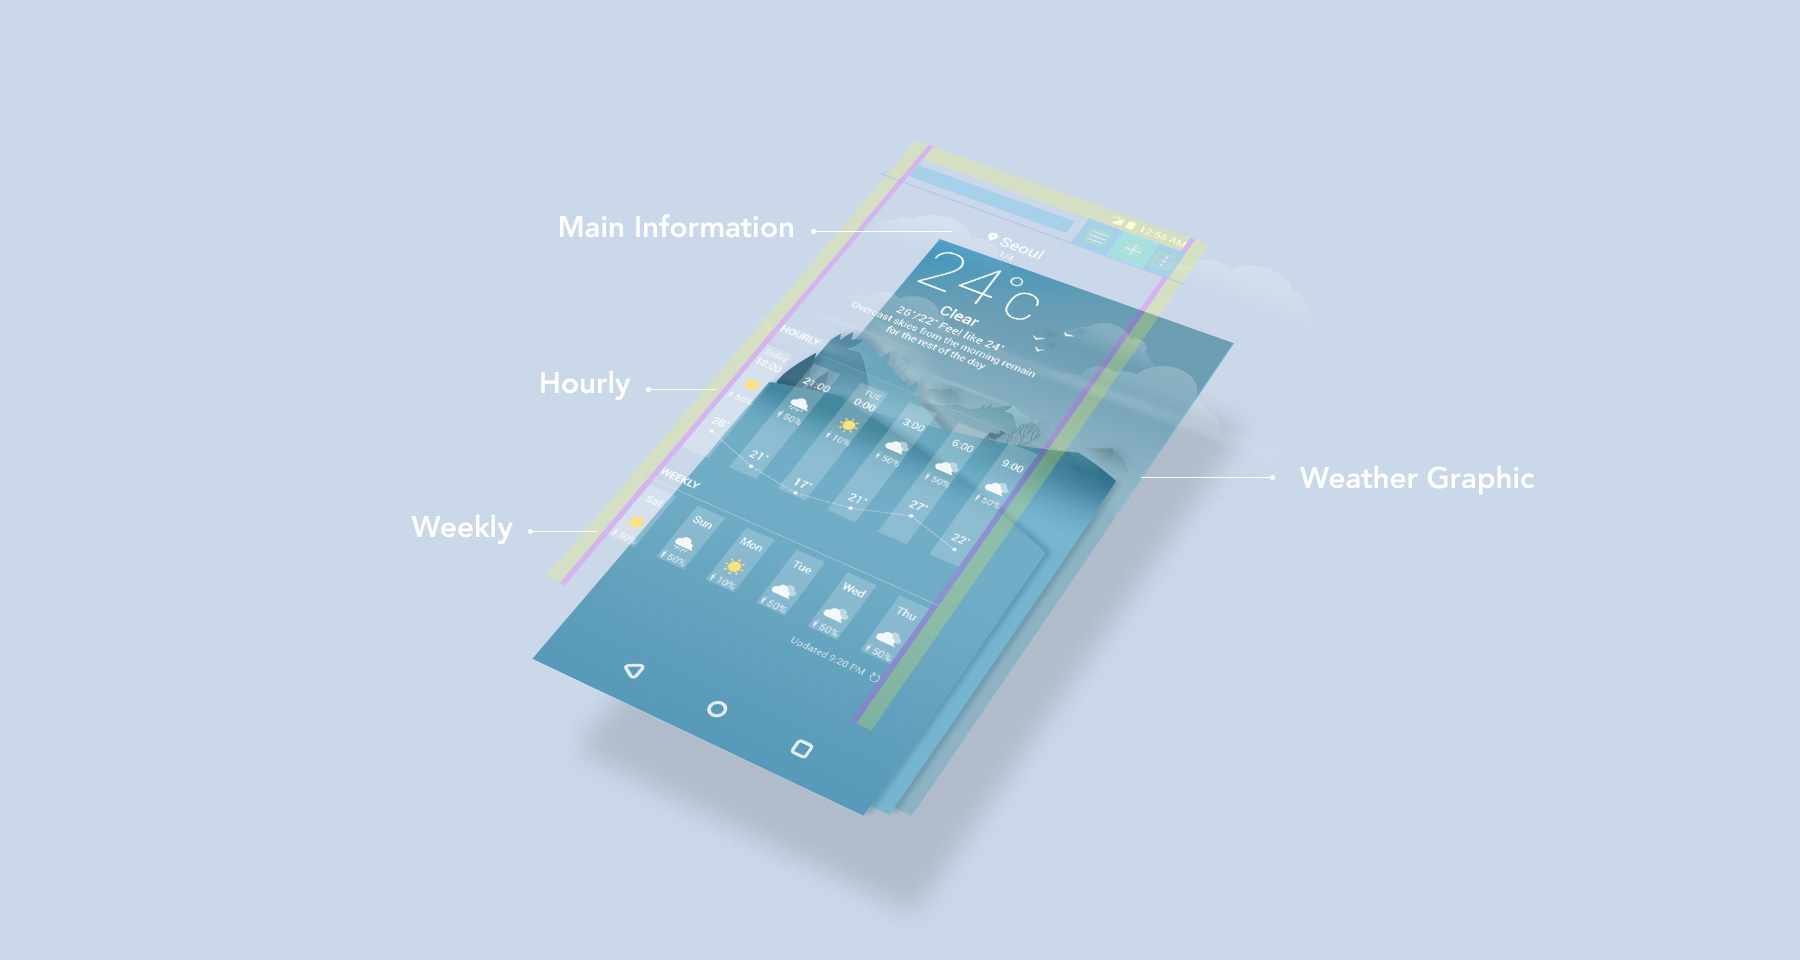 12:55 AM
Main Information
Seoul
1/4
24°C
Clear
26°/22° Feel like 24°
Overcast skies from the morning remain
for the rest of the day
HOURLY
Today
18:00
21:00
TUE
0:00
3:00
6:00
9:00
50%
50%
10%
50%
50%
50%
28°
21°
17°
21°
27°
22°
Hourly
Weather Graphic
WEEKLY
Sat
Sun
Mon
Tue
Wed
Thu
50%
50%
10%
50%
50%
50%
Weekly
Updated 9:28 PM